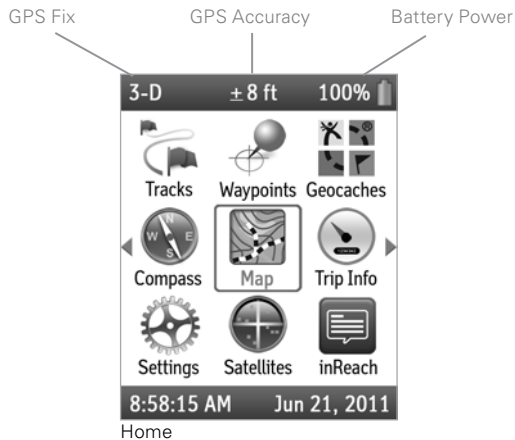 GPS Fix GPS Accuracy Battery Power
3-D ± 8 ft 100%
Tracks Waypoints Geocaches
N
W E
S
Compass Map Trip Info
Settings Satellites inReach
8:58:15 AM Jun 21, 2011
Home